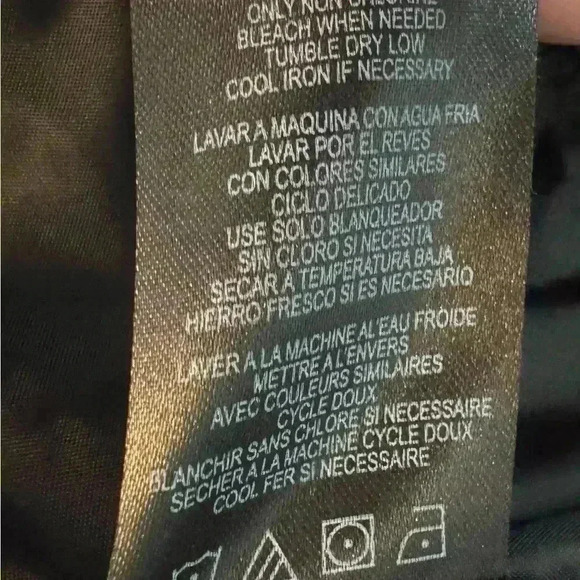 ONLY NON CHLORINE
BLEACH WHEN NEEDED
TUMBLE DRY LOW
COOL IRON IF NECESSARY
LAVAR A MAQUINA CON AGUA FRIA
LAVAR POR EL REVES
CON COLORES SIMILARES
CICLO DELICADO
USE SOLO BLANQUEADOR
SIN CLORO SI NECESITA
SECAR A TEMPERATURA BAJA
HIERRO FRESCO SI ES NECESARIO
LAVER A LA MACHINE AL'EAU FROIDE
METTRE A L'ENVERS
AVEC COULEURS SIMILAIRES
CYCLE DOUX
BLANCHIR SANS CHLORE SI NECESSAIRE
SECHER A LA MACHINE CYCLE DOUX
COOL FER SI NECESSAIRE